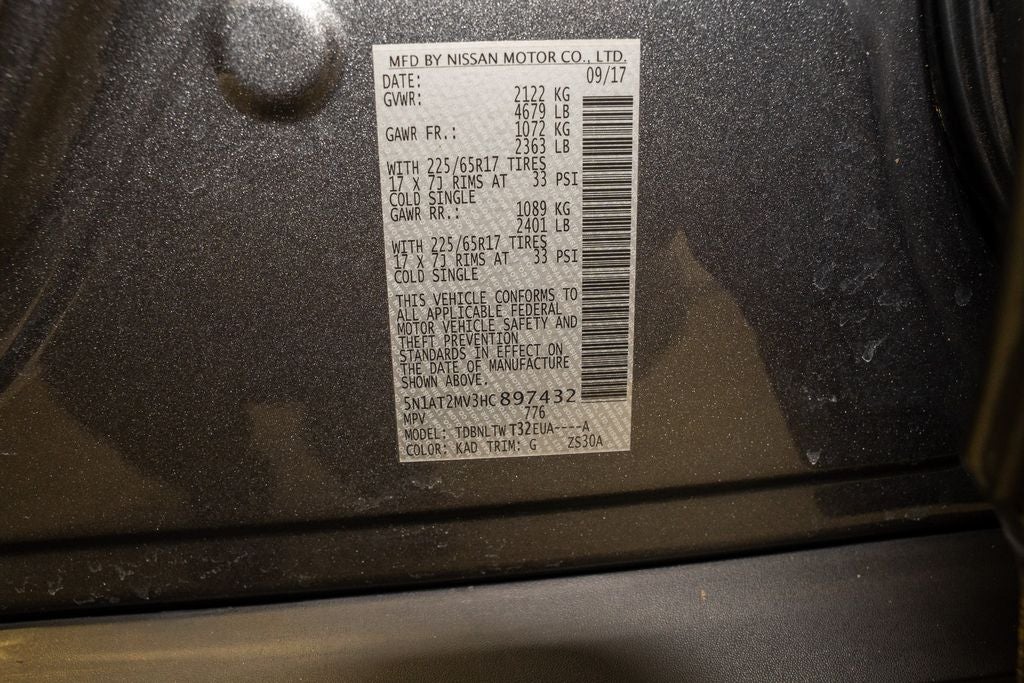 MFD BY NISSAN MOTOR CO., LTD.
DATE: 09/17
GVWR: 2122 KG
4679 LB
GAWR FR.: 1072 KG
2363 LB
WITH 225/65R17 TIRES
17 X 7J RIMS AT 33 PSI
COLD SINGLE
GAWR RR.: 1089 KG
2401 LB
WITH 225/65R17 TIRES
17 X 7J RIMS AT 33 PSI
COLD SINGLE
THIS VEHICLE CONFORMS TO
ALL APPLICABLE FEDERAL
MOTOR VEHICLE SAFETY AND
THEFT PREVENTION
STANDARDS IN EFFECT ON
THE DATE OF MANUFACTURE
SHOWN ABOVE.
5N1AT2MV3HC897432
MPV 776
MODEL: TDBNLTWT32EUA----A
COLOR: KAD TRIM: G ZS30A